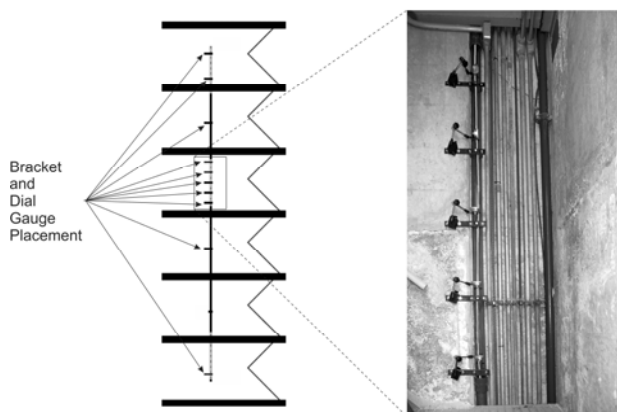 Bracket
and
Dial
Gauge
Placement